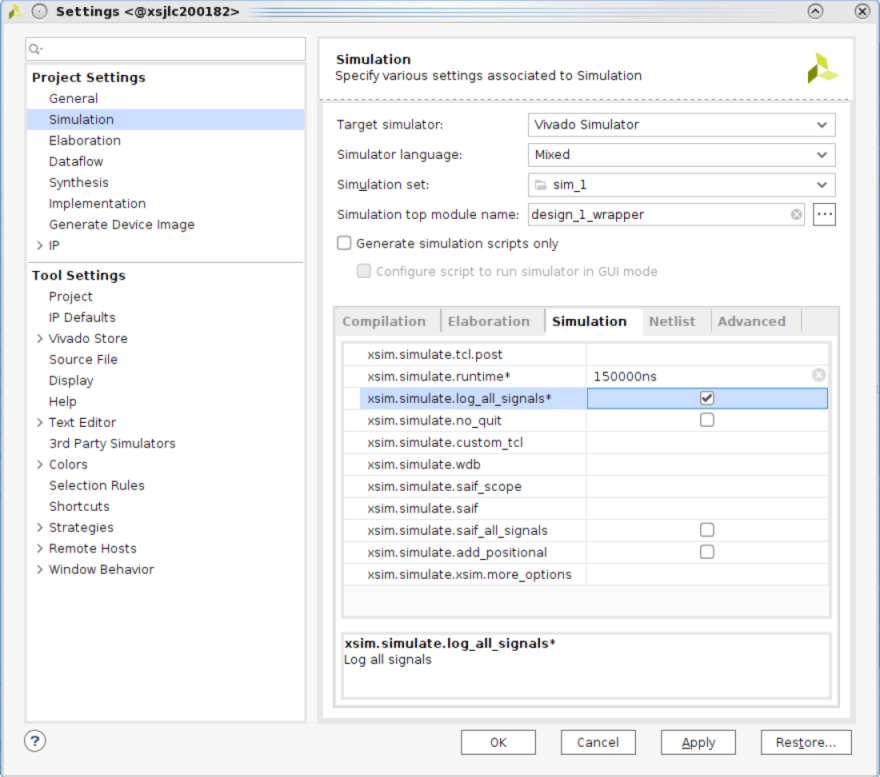 Settings <@xsjlc200182>
Project Settings
General
Simulation
Elaboration
Dataflow
Synthesis
Implementation
Generate Device Image
IP
Tool Settings
Project
IP Defaults
Vivado Store
Source File
Display
Help
Text Editor
3rd Party Simulators
Colors
Selection Rules
Shortcuts
Strategies
Remote Hosts
Window Behavior
Simulation
Specify various settings associated to Simulation
Target simulator: Vivado Simulator
Simulator language: Mixed
Simulation set: sim_1
Simulation top module name: design_1_wrapper ...
Generate simulation scripts only
Configure script to run simulator in GUI mode
Compilation Elaboration Simulation Netlist Advanced
xsim.simulate.tcl.post
xsim.simulate.runtime* 150000ns
xsim.simulate.log_all_signals*
xsim.simulate.no_quit
xsim.simulate.custom_tcl
xsim.simulate.wdb
xsim.simulate.saif_scope
xsim.simulate.saif
xsim.simulate.saif_all_signals
xsim.simulate.add_positional
xsim.simulate.xsim.more_options
xsim.simulate.log_all_signals*
Log all signals
? OK Cancel Apply Restore...